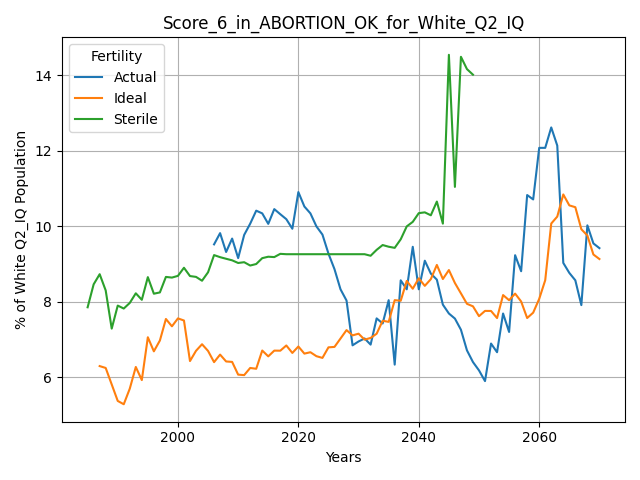 Score_6_in_ABORTION_OK_for_White_Q2_IQ
Fertility
Actual
Ideal
Sterile
% of White Q2_IQ Population
14
12
10
8
6
2000 2020 2040 2060
Years